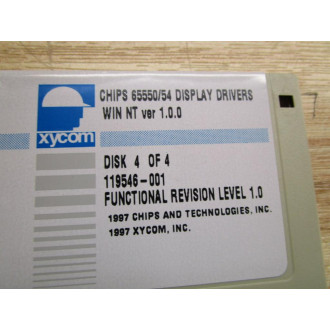 CHIPS 65550/54 DISPLAY DRIVERS
WIN NT ver 1.0.0
xycom
DISK 4 OF 4
119546-001
FUNCTIONAL REVISION LEVEL 1.0
1997 CHIPS AND TECHNOLOGIES, INC.
1997 XYCOM, INC.